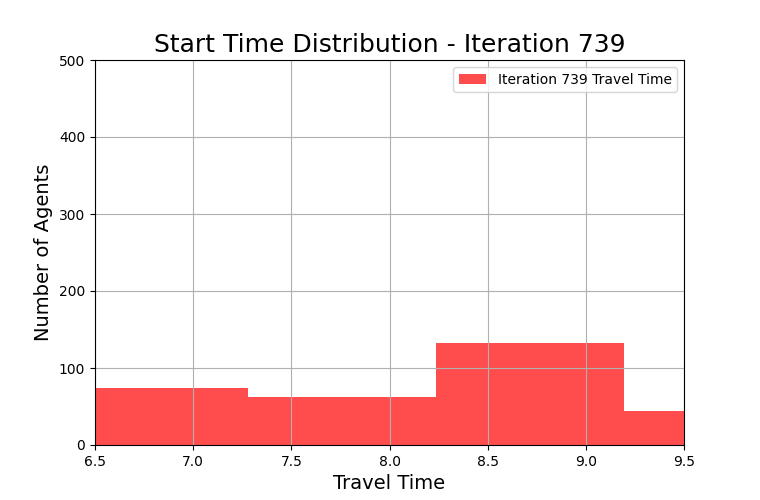 Start Time Distribution - Iteration 739
Iteration 739 Travel Time
Number of Agents
500
400
300
200
100
0
6.5 7.0 7.5 8.0 8.5 9.0 9.5
Travel Time